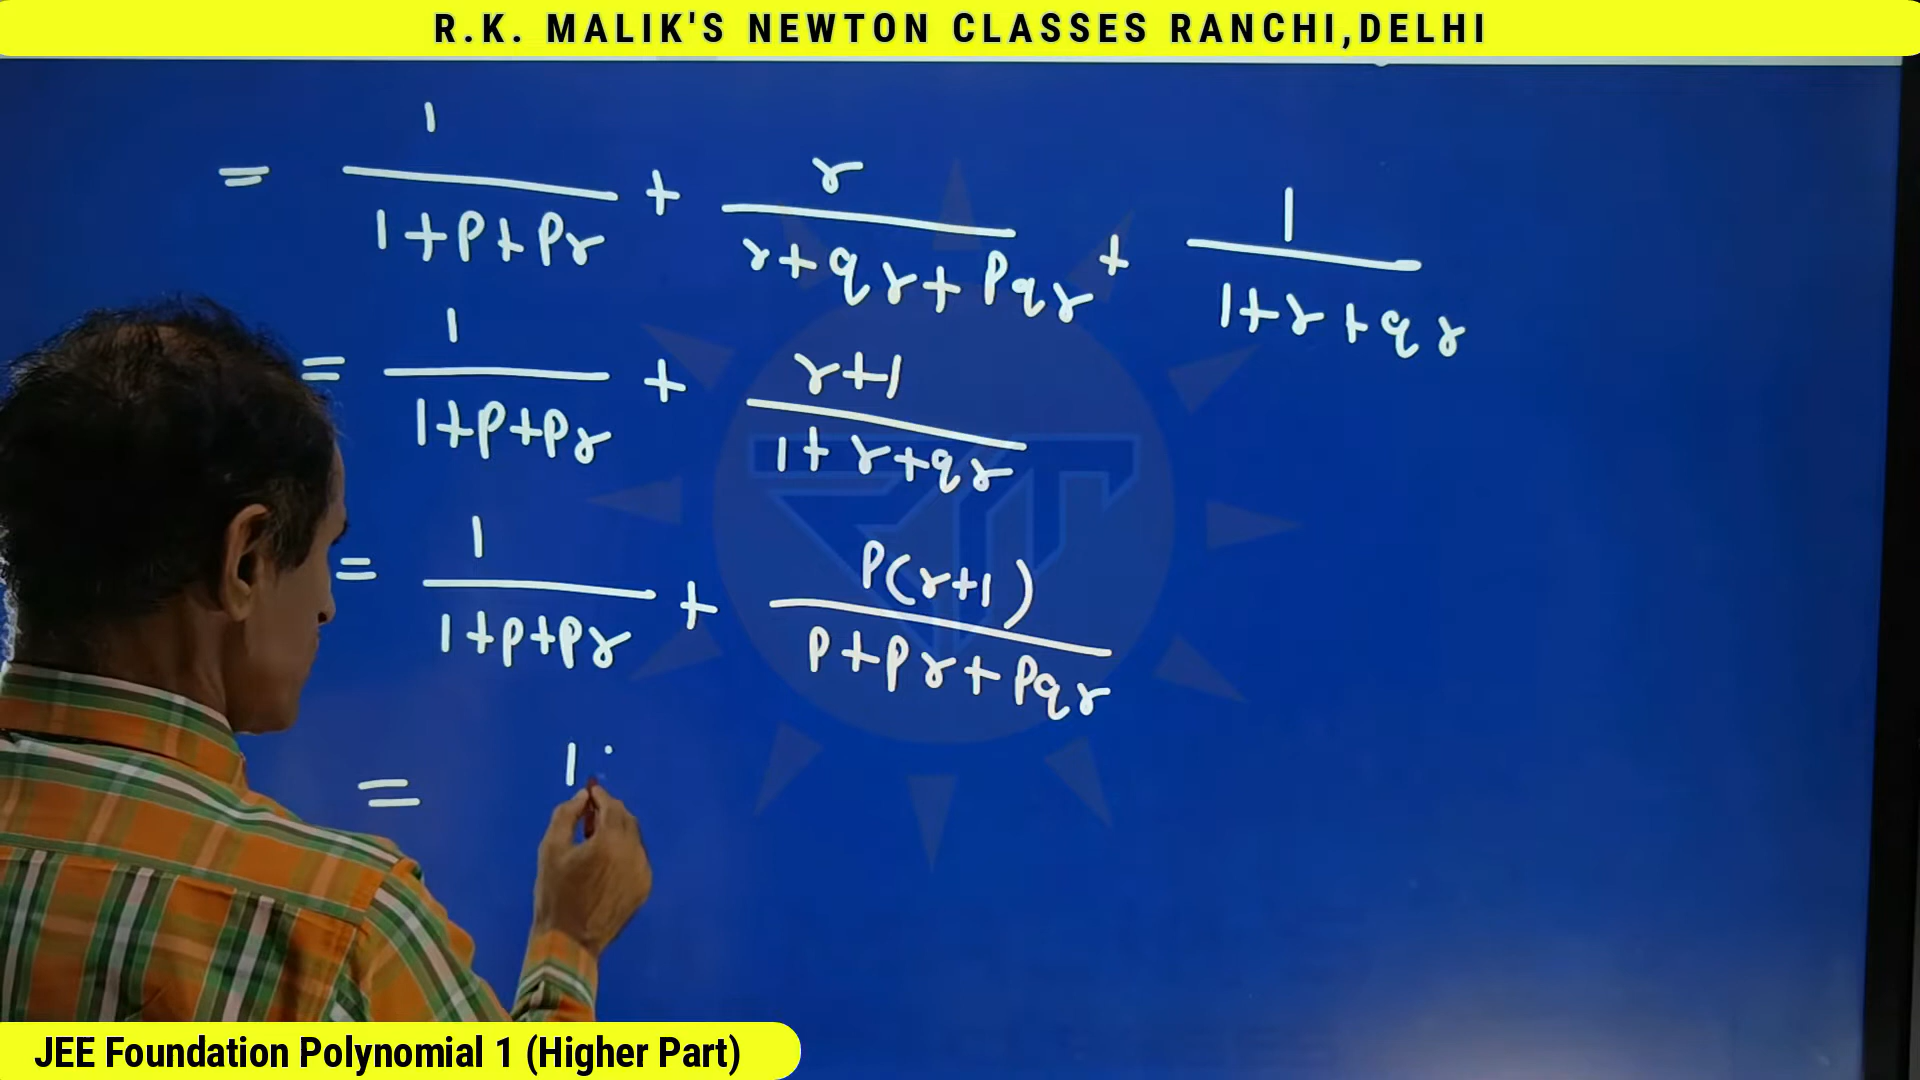 R.K. MALIK'S NEWTON CLASSES RANCHI,DELHI
= 1/(1+p+pr) + r/(r+qr+pqr) + 1/(1+r+qr)
= 1/(1+p+pr) + (r+1)/(1+r+qr)
= 1/(1+p+pr) + p(r+1)/(p+pr+pqr)
= 1
JEE Foundation Polynomial 1 (Higher Part)